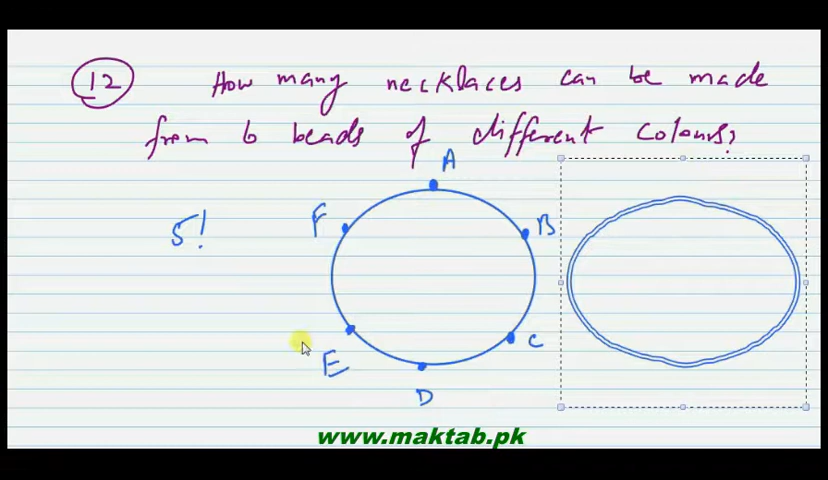 12 How many necklaces can be made
from 6 beads of different colours?
A
F
B
5!
E
C
D
www.maktab.pk